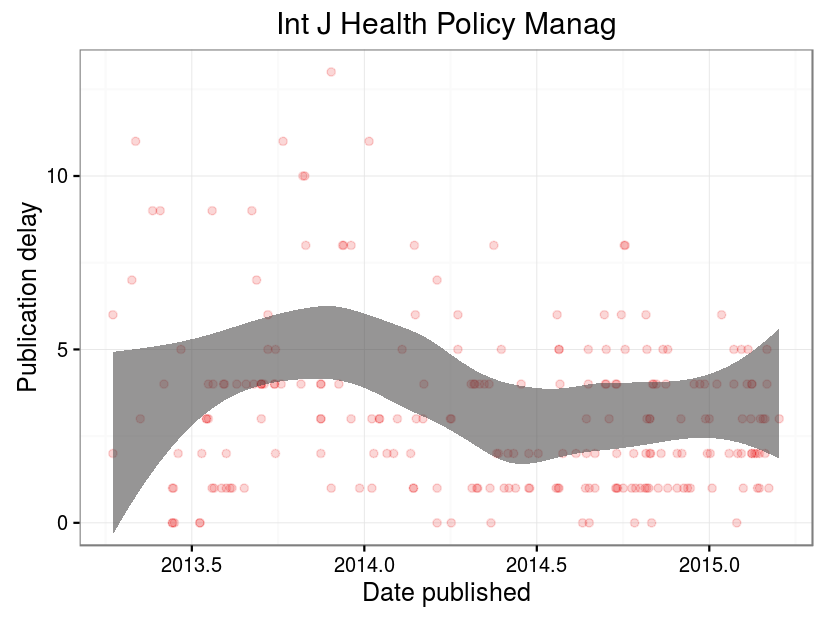 Int J Health Policy Manag
Publication delay
10
5
0
2013.5 2014.0 2014.5 2015.0
Date published